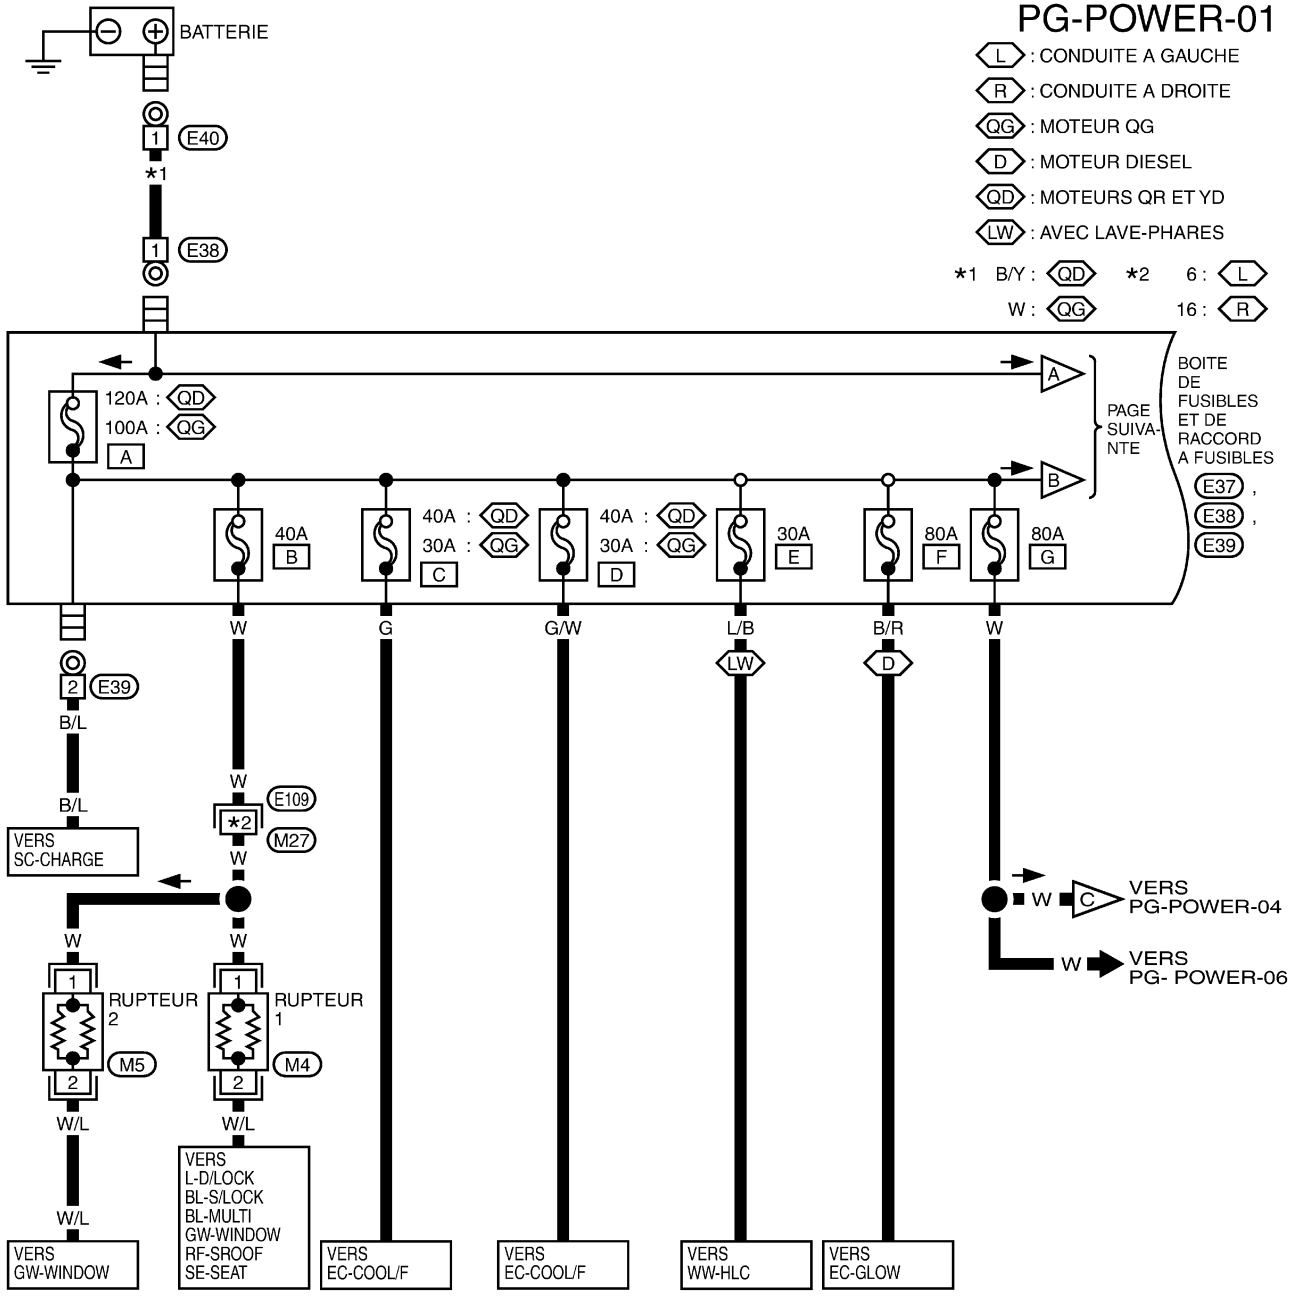 PG-POWER-01
BATTERIE
L : CONDUITE A GAUCHE
R : CONDUITE A DROITE
QG : MOTEUR QG
D : MOTEUR DIESEL
QD : MOTEURS QR ET YD
LW : AVEC LAVE-PHARES
*1 B/Y : QD *2 6 : L
W : QG 16 : R
1 E40
*1
1 E38
120A : QD
100A : QG
A
A
B
PAGE
SUIVA-
NTE
BOITE
DE
FUSIBLES
ET DE
RACCORD
A FUSIBLES
E37 ,
E38 ,
E39
40A
B
40A : QD
30A : QG
C
40A : QD
30A : QG
D
30A
E
80A
F
80A
G
W
G
G/W
L/B
B/R
W
LW
D
2 E39
B/L
B/L
VERS
SC-CHARGE
W
E109
*2
M27
W
W
W
1
RUPTEUR
2
M5
2
W/L
W/L
VERS
GW-WINDOW
1
RUPTEUR
1
M4
2
W/L
VERS
L-D/LOCK
BL-S/LOCK
BL-MULTI
GW-WINDOW
RF-SROOF
SE-SEAT
VERS
EC-COOL/F
VERS
EC-COOL/F
VERS
WW-HLC
VERS
EC-GLOW
W C VERS
PG-POWER-04
W VERS
PG- POWER-06